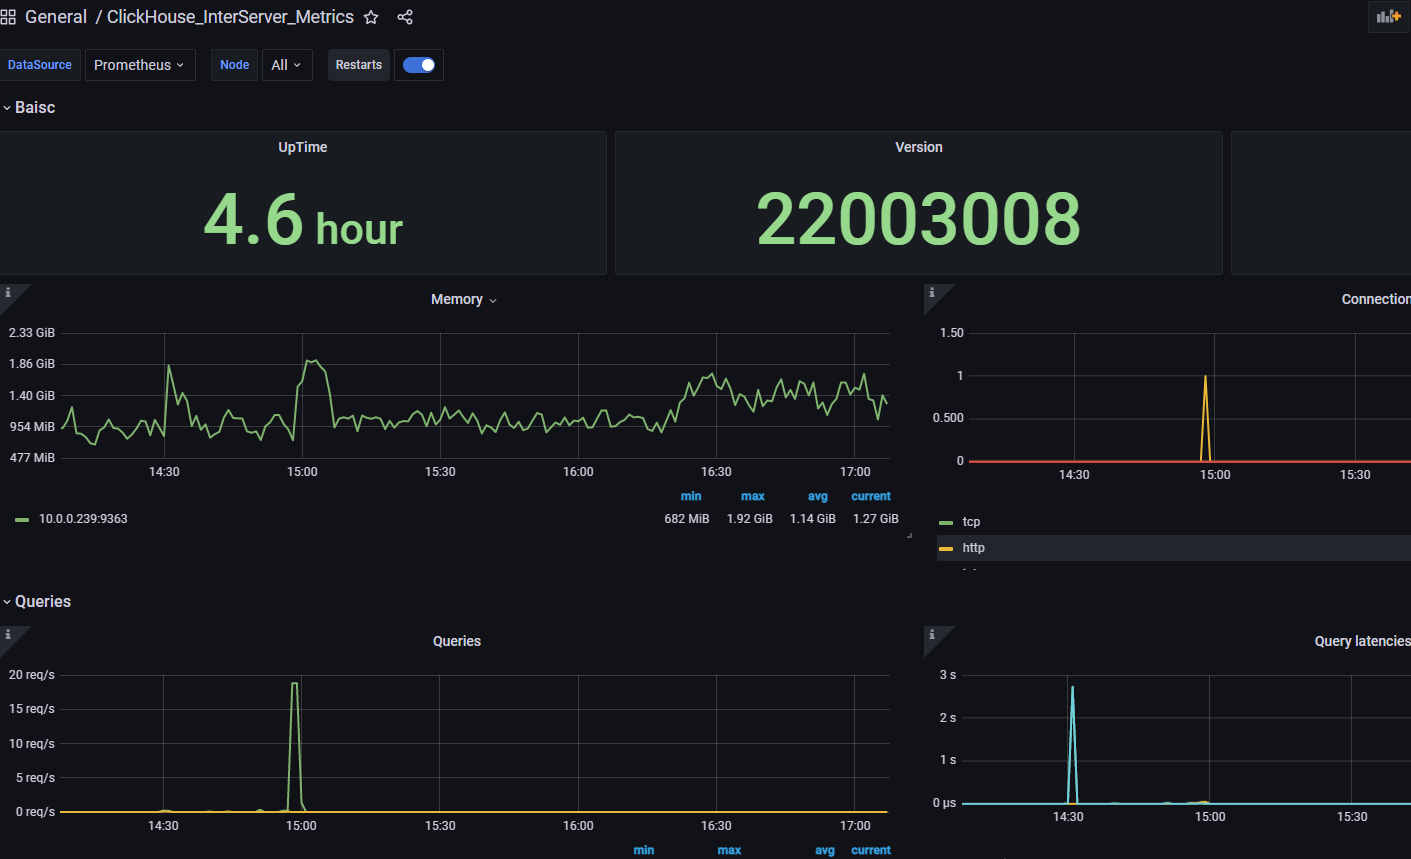 General / ClickHouse_InterServer_Metrics
DataSource Prometheus Node All Restarts
Baisc
UpTime
4.6 hour
Version
22003008
Memory
2.33 GiB
1.86 GiB
1.40 GiB
954 MiB
477 MiB
14:30 15:00 15:30 16:00 16:30 17:00
min max avg current
10.0.0.239:9363 682 MiB 1.92 GiB 1.14 GiB 1.27 GiB
Connection
1.50
1
0.500
0
14:30 15:00 15:30
tcp
http
Queries
Queries
20 req/s
15 req/s
10 req/s
5 req/s
0 req/s
14:30 15:00 15:30 16:00 16:30 17:00
min max avg current
Query latencies
3 s
2 s
1 s
0 µs
14:30 15:00 15:30